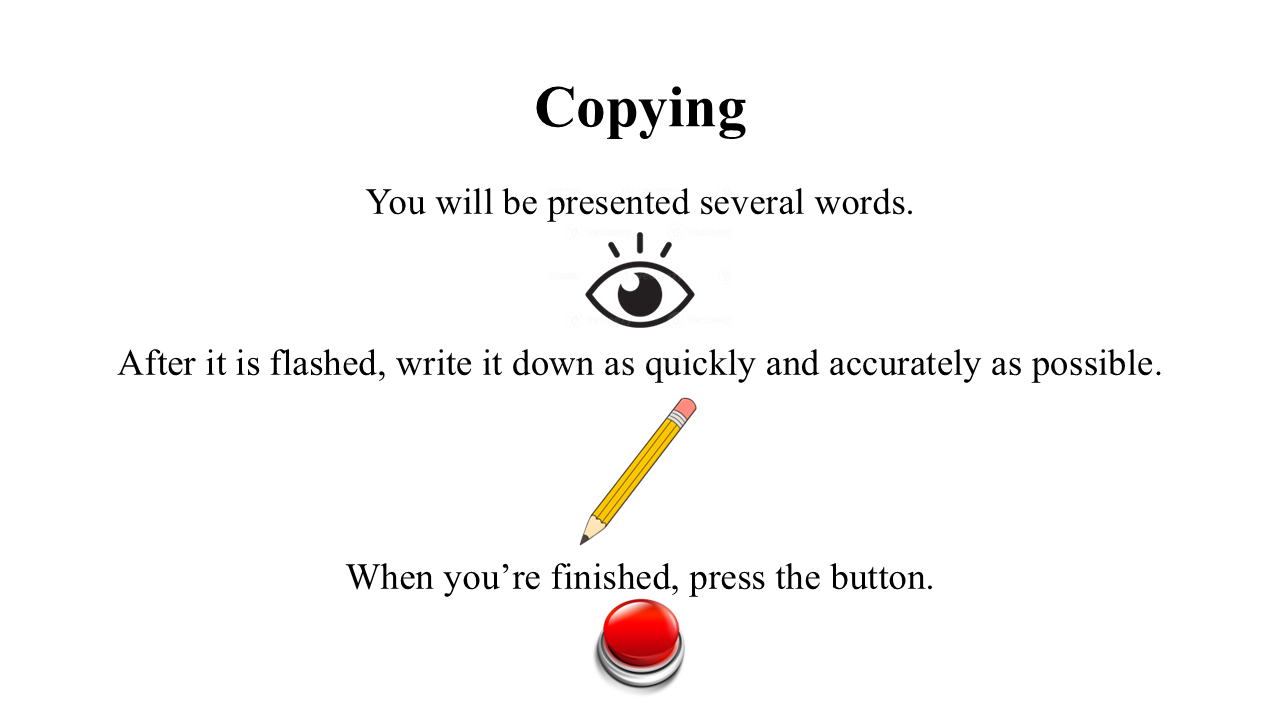 Copying
You will be presented several words.
After it is flashed, write it down as quickly and accurately as possible.
When you’re finished, press the button.